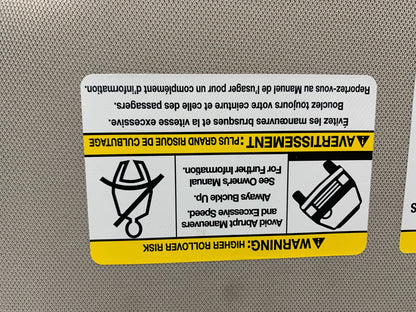 ⚠WARNING: HIGHER ROLLOVER RISK
Avoid Abrupt Maneuvers
and Excessive Speed.
Always Buckle Up.
See Owner's Manual
For Further Information.
⚠AVERTISSEMENT: PLUS GRAND RISQUE DE CULBUTAGE
Évitez les manœuvres brusques et la vitesse excessive.
Bouclez toujours votre ceinture et celle des passagers.
Reportez-vous au Manuel de l'usager pour un complément d'information.
S